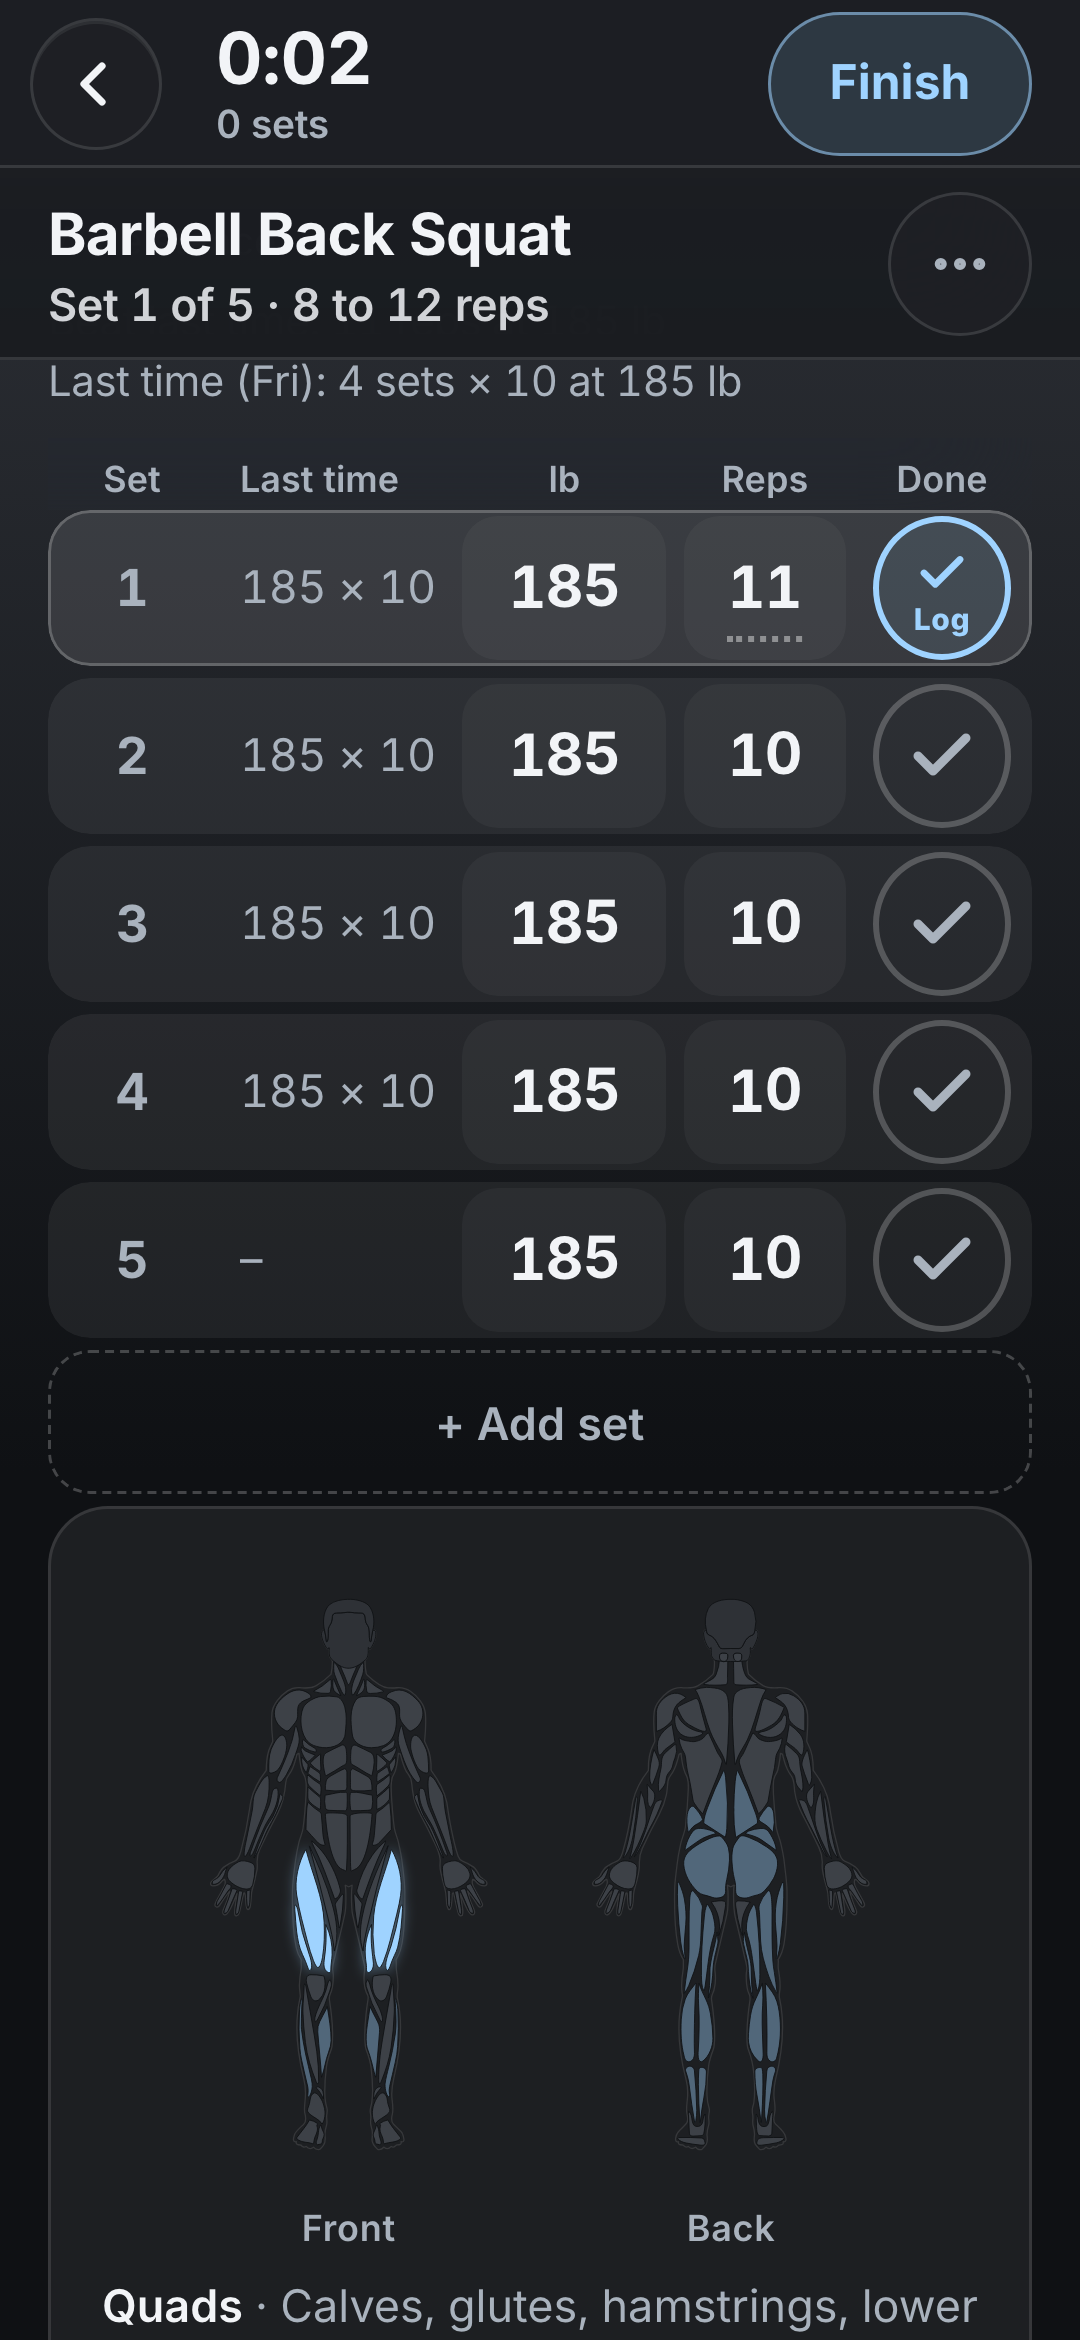 0:02
0 sets
Finish
Barbell Back Squat
Set 1 of 5 · 8 to 12 reps
Last time (Fri): 4 sets × 10 at 185 lb
Set Last time lb Reps Done
1 185 × 10 185 11 Log
2 185 × 10 185 10
3 185 × 10 185 10
4 185 × 10 185 10
5 – 185 10
+ Add set
Front Back
Quads · Calves, glutes, hamstrings, lower